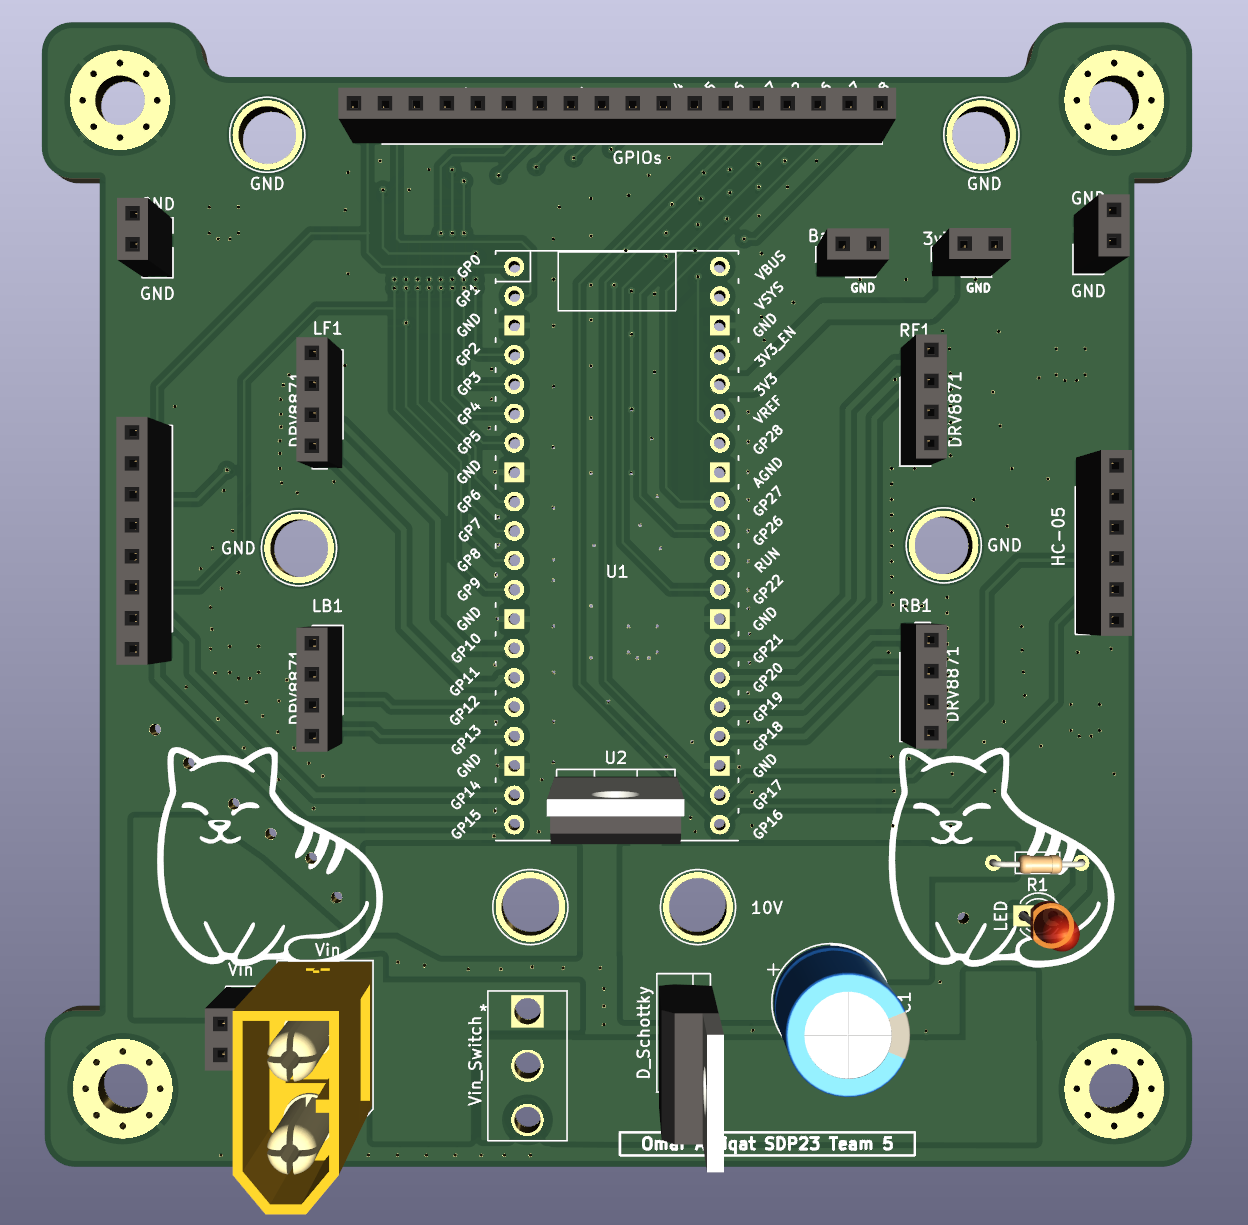 GPIOs
GND
GND
GND
GND
GND
GND
GND
GND
LF1
DRV8871
RF1
DRV8871
GP0
GP1
GND
GP2
GP3
GP4
GP5
GND
GP6
GP7
GP8
GP9
GND
GP10
GP11
GP12
GP13
GND
GP14
GP15
VBUS
VSYS
GND
3V3_EN
3V3
VREF
GP28
AGND
GP27
GP26
RUN
GP22
GND
GP21
GP20
GP19
GP18
GND
GP17
GP16
U1
GND
GND
HC-05
LB1
DRV8871
RB1
DRV8871
U2
10V
R1
LED
Vin
Vin
Vin_Switch
D_Schottky
+
SDP23 Team 5